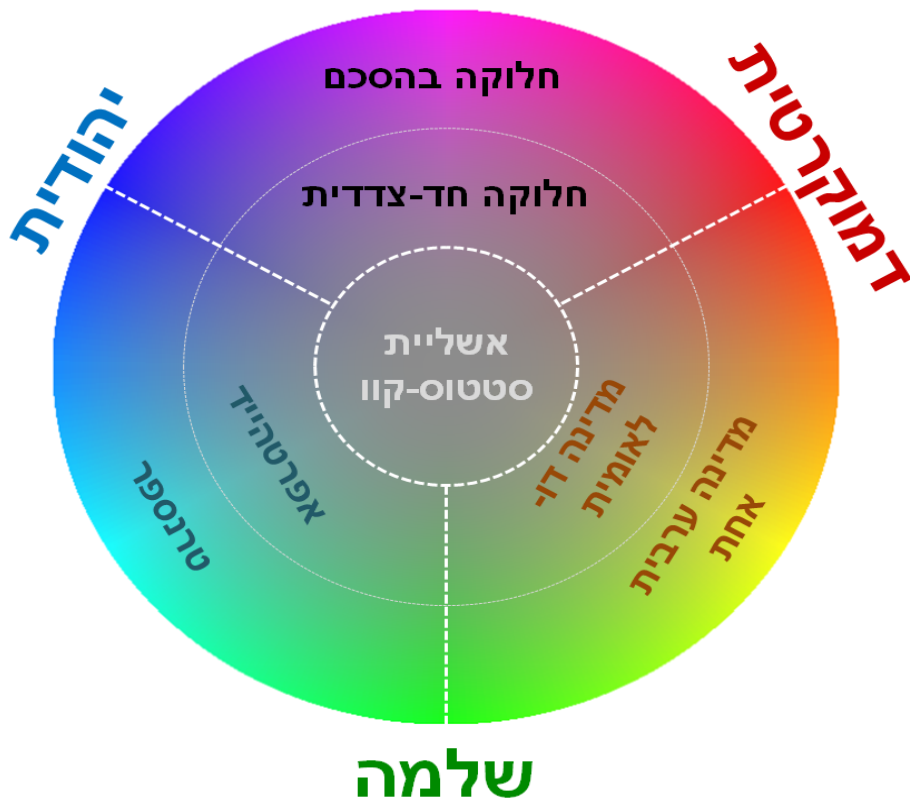 דמוקרטית
יהודית
חלוקה בהסכם
חלוקה חד-צדדית
אשליית
סטטוס-קוו
מדינה דו-
לאומית
מדינה ערבית
אחת
אפרטהייד
טרנספר
שלמה